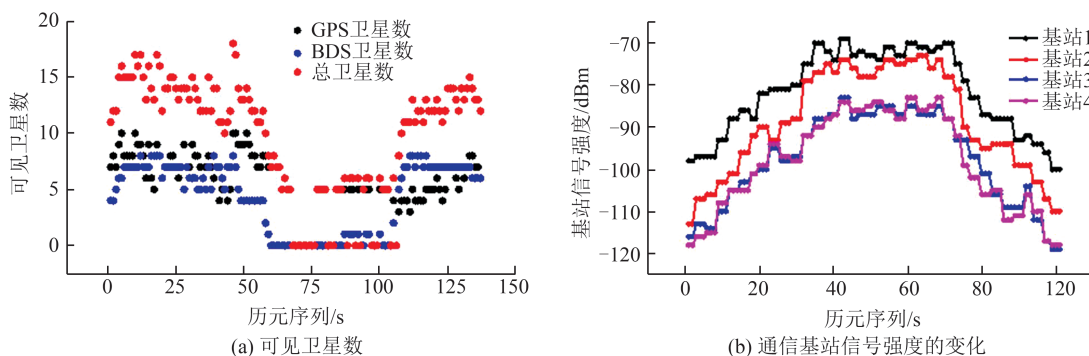 20
15
10
5
0
可见卫星数
GPS卫星数
BDS卫星数
总卫星数
0 25 50 75 100 125 150
历元序列/s
(a) 可见卫星数
-70
-80
-90
-100
-110
-120
基站信号强度/dBm
基站1
基站2
基站3
基站4
0 20 40 60 80 100 120
历元序列/s
(b) 通信基站信号强度的变化